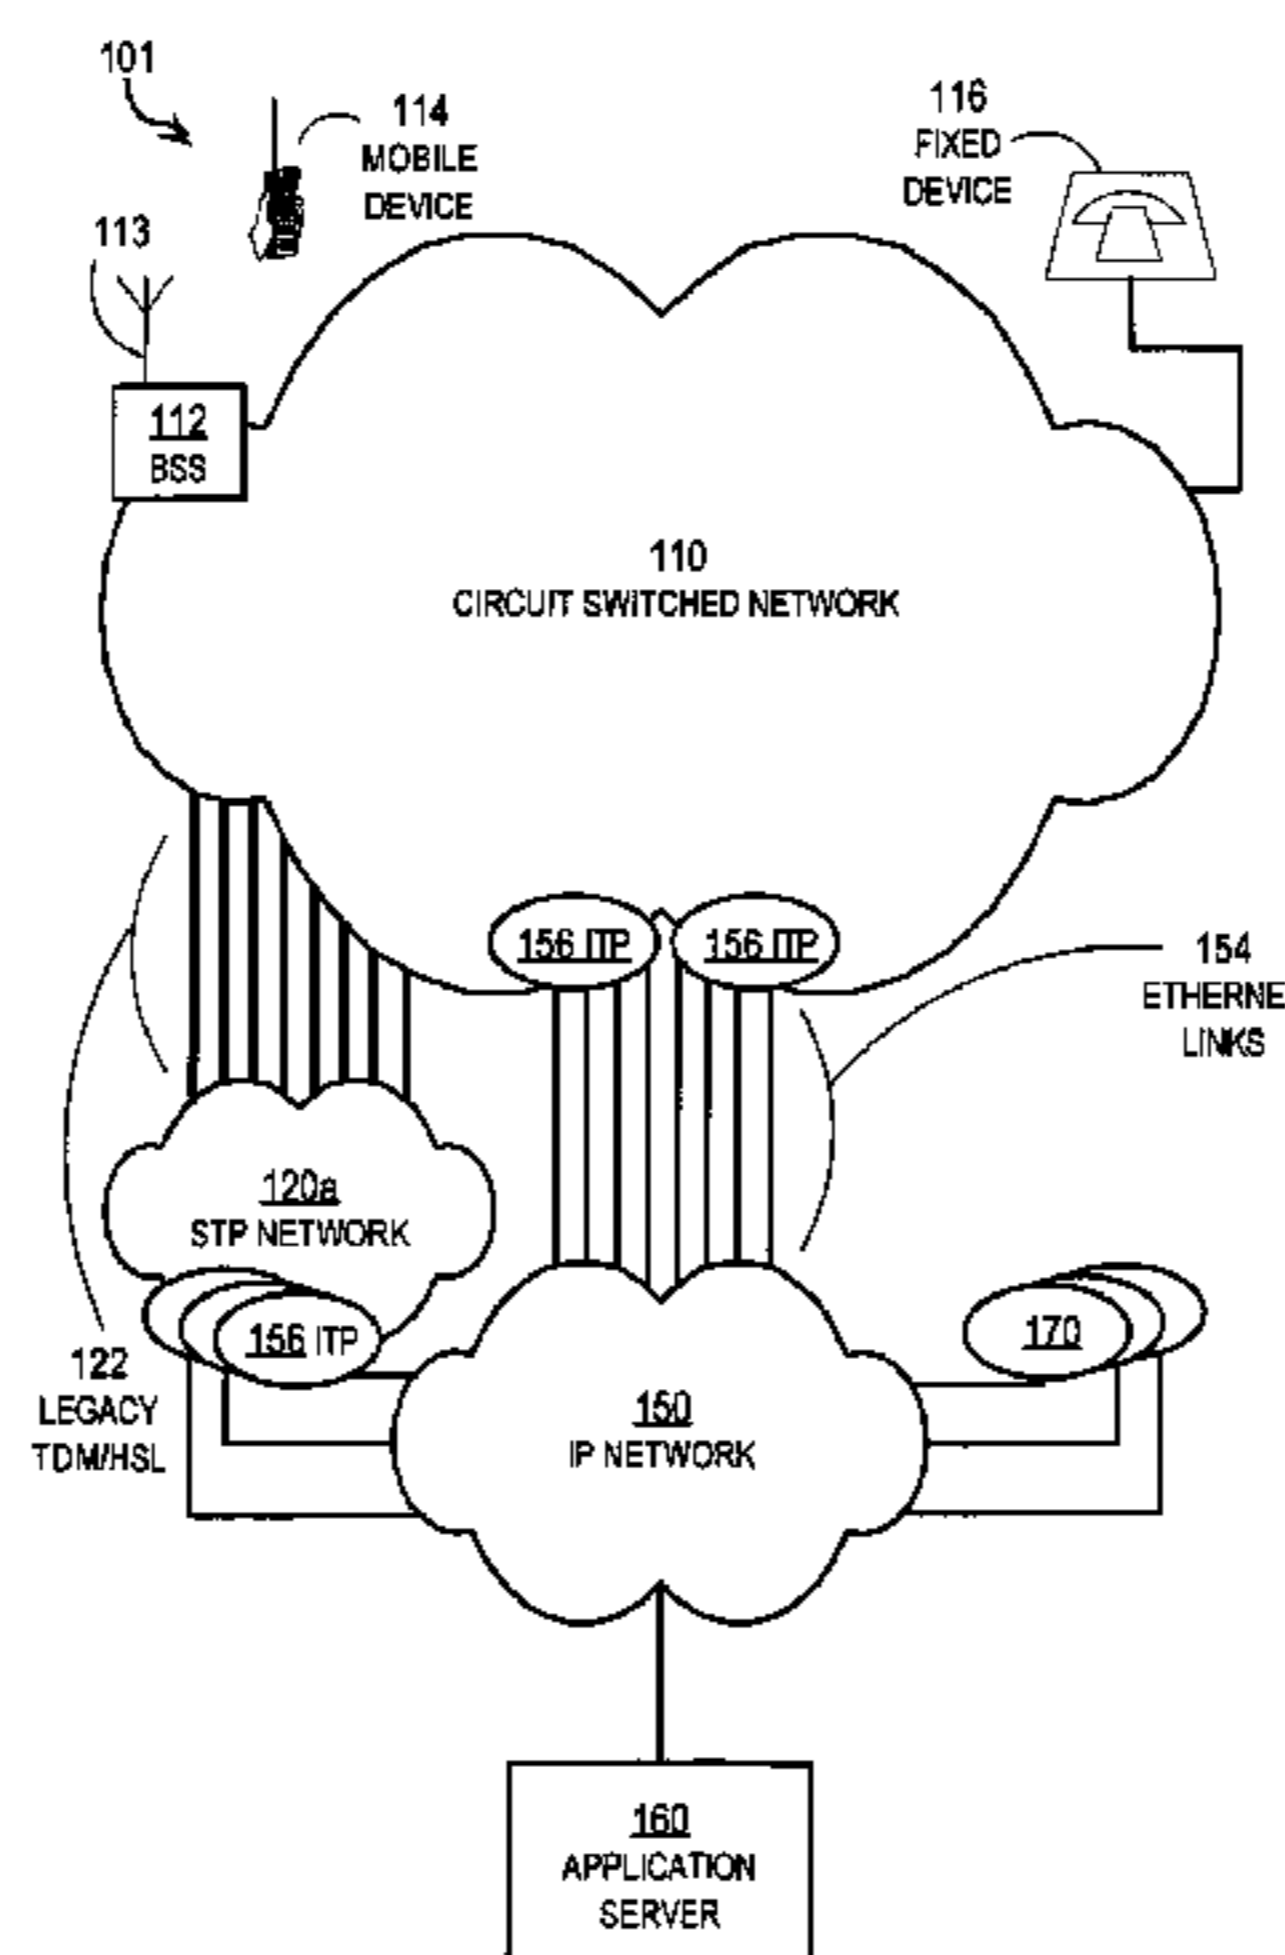 101
114
MOBILE
DEVICE
116
FIXED
DEVICE
113
112
BSS
110
CIRCUIT SWITCHED NETWORK
156 ITP
156 ITP
154
ETHERNE
LINKS
120a
STP NETWORK
156 ITP
170
122
LEGACY
TDM/HSL
150
IP NETWORK
160
APPLICATION
SERVER